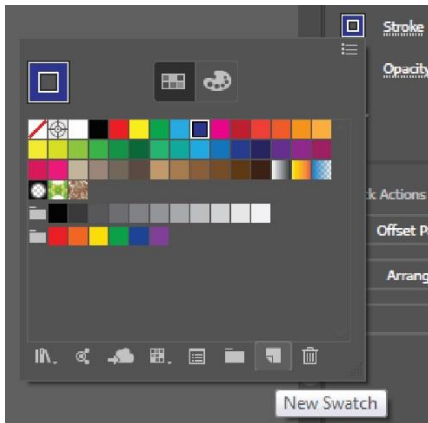 Stroke
Opacity
k Actions
Offset P
Arrang
New Swatch